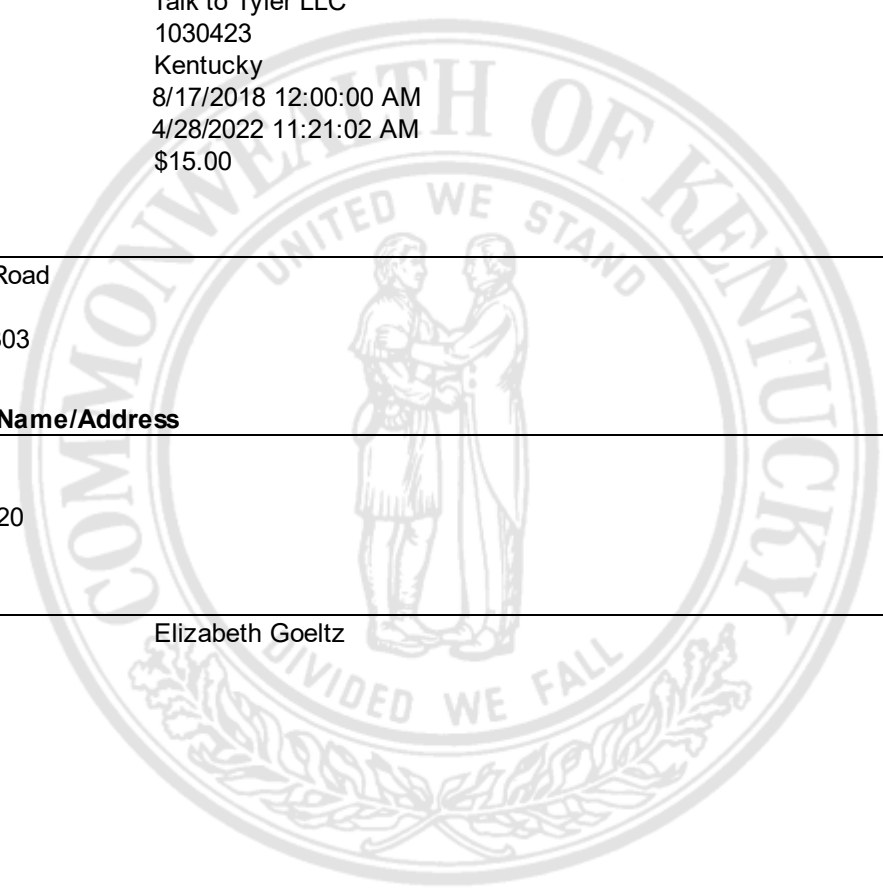 Talk to Tyler LLC
1030423
Kentucky
8/17/2018 12:00:00 AM
4/28/2022 11:21:02 AM
$15.00
Road
03
Name/Address
20
Elizabeth Goeltz
COMMONWEALTH OF KENTUCKY
UNITED WE STAND
DIVIDED WE FALL